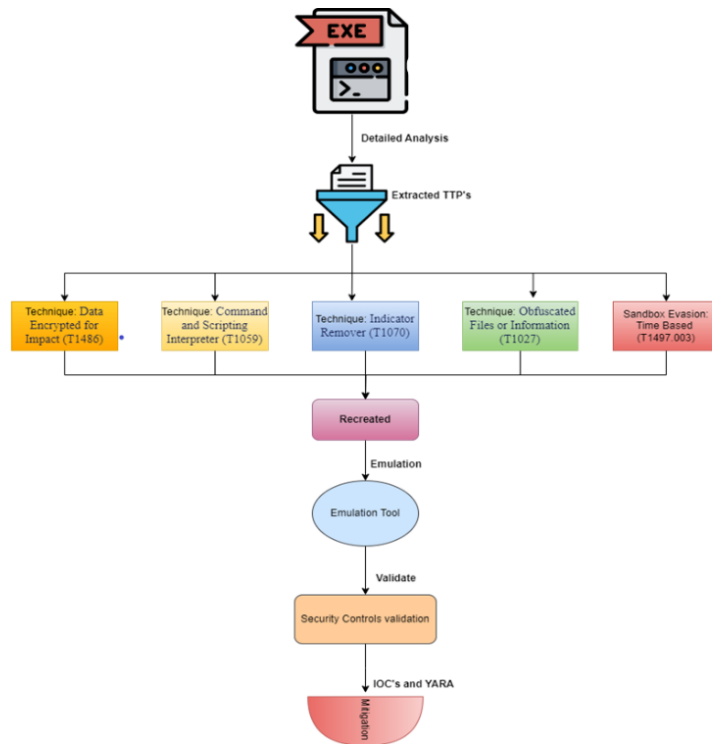 EXE
Detailed Analysis
Extracted TTP's
Technique: Data
Encrypted for
Impact (T1486)
Technique: Command
and Scripting
Interpreter (T1059)
Technique: Indicator
Remover (T1070)
Technique: Obfuscated
Files or Information
(T1027)
Sandbox Evasion:
Time Based
(T1497.003)
Recreated
Emulation
Emulation Tool
Validate
Security Controls validation
IOC's and YARA
Mitigation